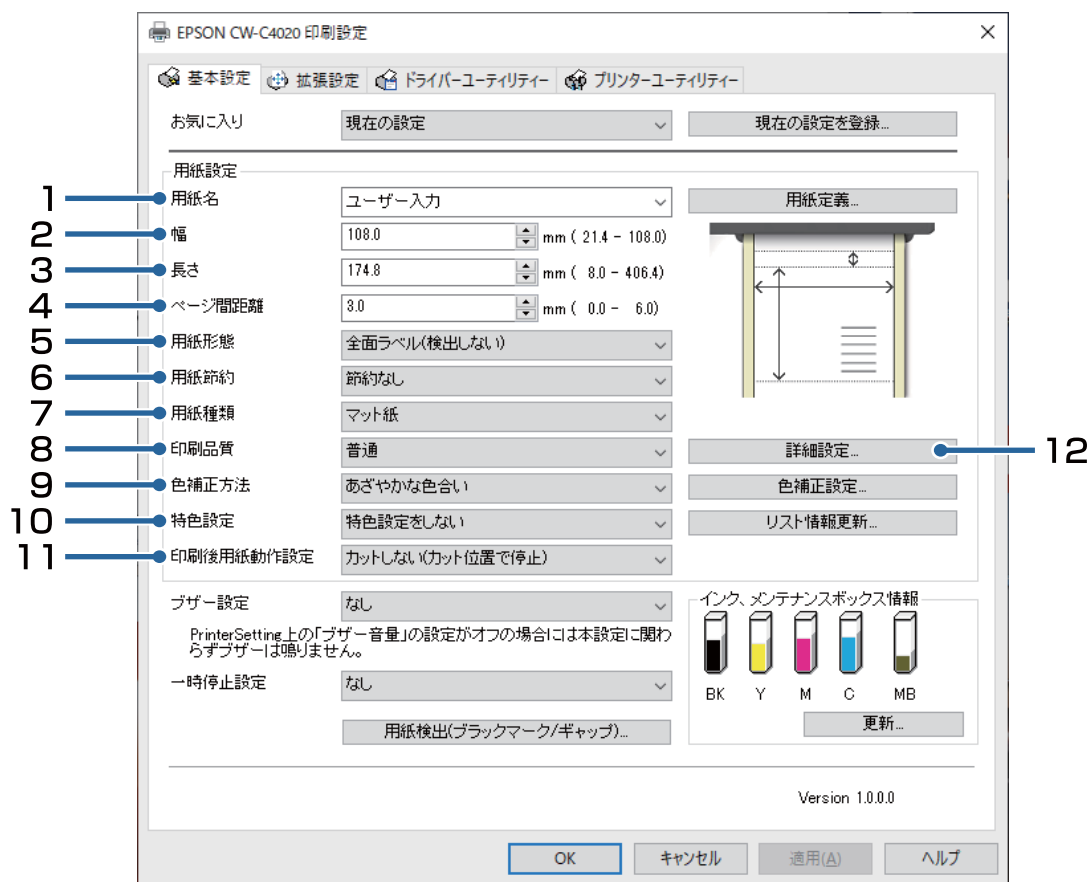 EPSON CW-C4020 印刷設定
基本設定 拡張設定 ドライバーユーティリティー プリンターユーティリティー
お気に入り 現在の設定 現在の設定を登録...
用紙設定
1 用紙名 ユーザー入力 用紙定義...
2 幅 108.0 mm ( 21.4 - 108.0)
3 長さ 174.8 mm ( 8.0 - 406.4)
4 ページ間距離 3.0 mm ( 0.0 - 6.0)
5 用紙形態 全面ラベル(検出しない)
6 用紙節約 節約なし
7 用紙種類 マット紙
8 印刷品質 普通 詳細設定... 12
9 色補正方法 あざやかな色合い 色補正設定...
10 特色設定 特色設定をしない リスト情報更新...
11 印刷後用紙動作設定 カットしない(カット位置で停止)
ブザー設定 なし
PrinterSetting上の「ブザー音量」の設定がオフの場合には本設定に関わ
らずブザーは鳴りません。
一時停止設定 なし
用紙検出(ブラックマーク/ギャップ)...
インク、メンテナンスボックス情報
BK Y M C MB
更新...
Version 1.0.0.0
OK キャンセル 適用(A) ヘルプ